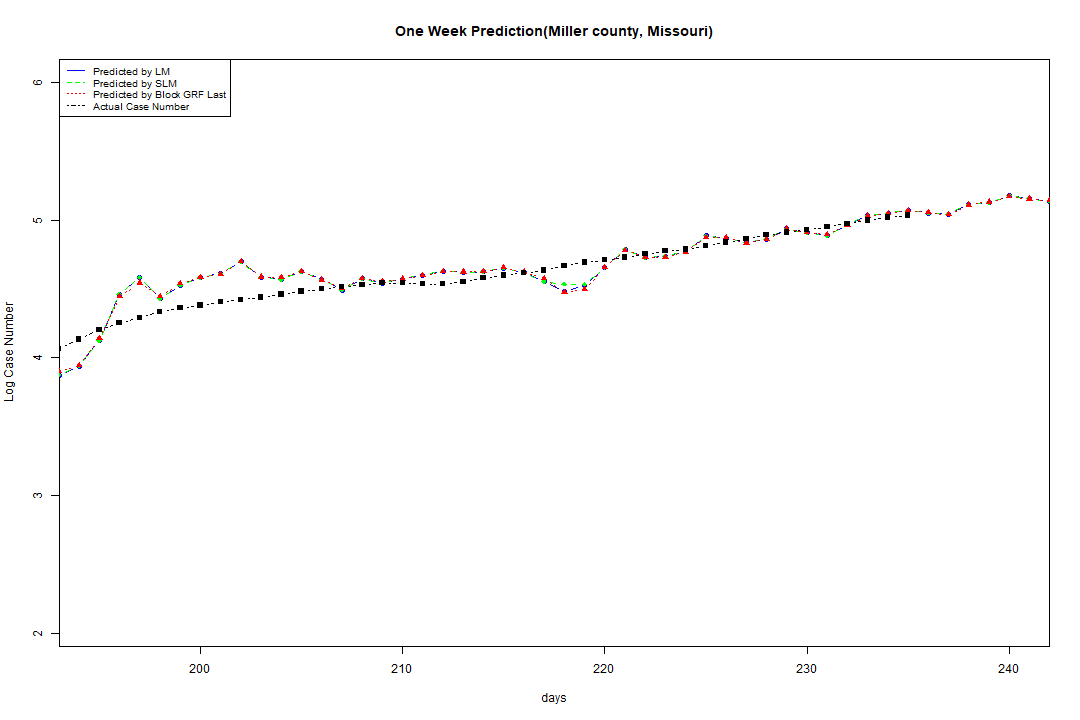 One Week Prediction(Miller county, Missouri)
Predicted by LM
Predicted by SLM
Predicted by Block GRF Last
Actual Case Number
6
5
4
3
2
Log Case Number
200 210 220 230 240
days